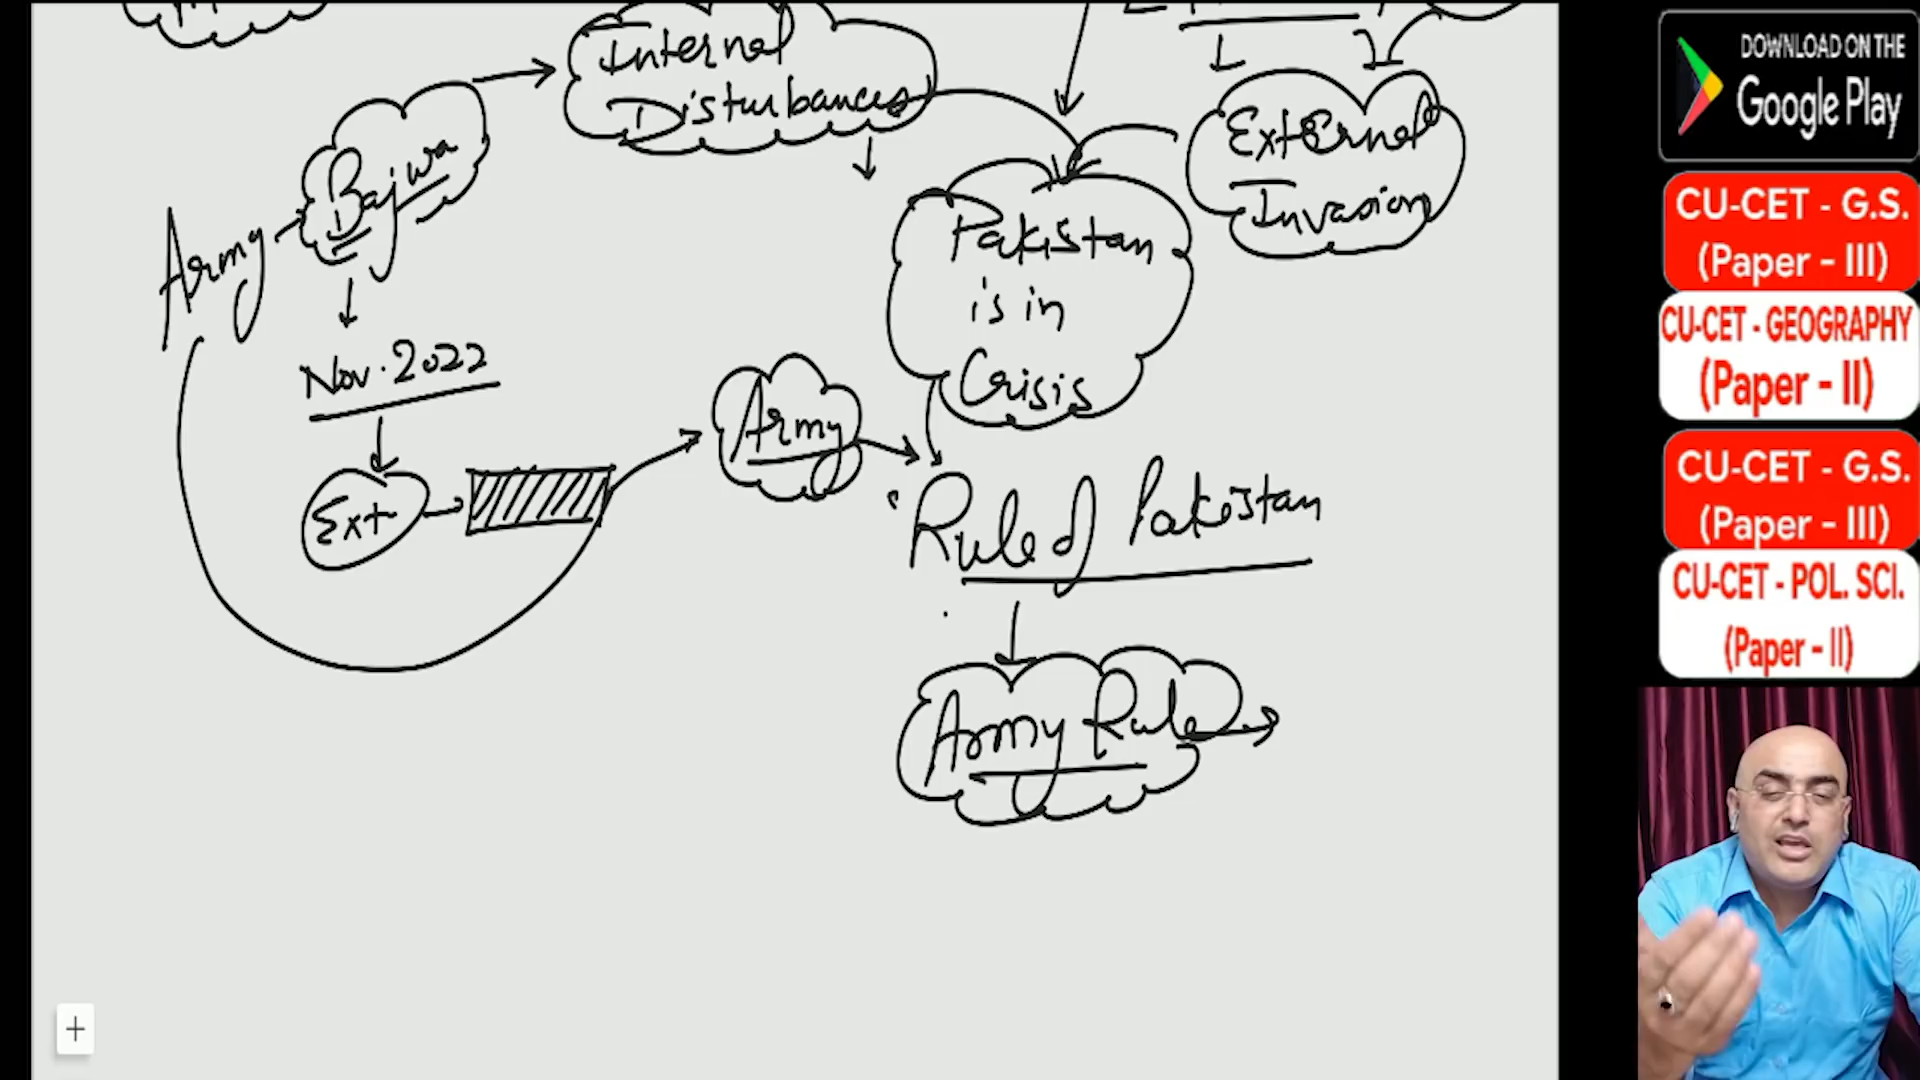 Internal
Disturbances
External
Invasion
Bajwa
Army
Pakistan
is in
Crisis
Nov. 2022
Army
Ext
Rule of Pakistan
Army Rule
+
DOWNLOAD ON THE
Google Play
CU-CET - G.S.
(Paper - III)
CU-CET - GEOGRAPHY
(Paper - II)
CU-CET - G.S.
(Paper - III)
CU-CET - POL. SCI.
(Paper - II)